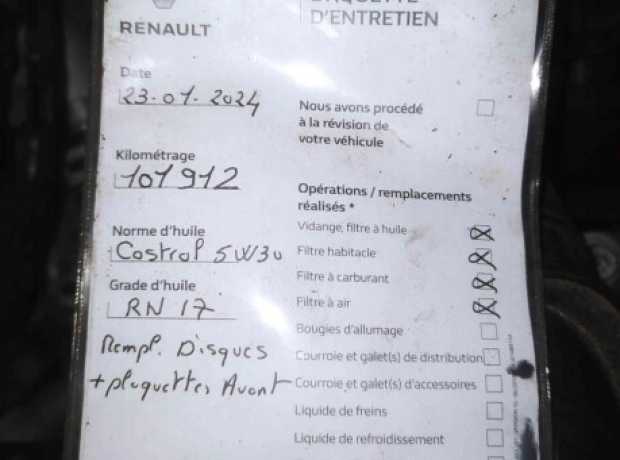 RENAULT
D'ENTRETIEN
Date
23-01-2024
Nous avons procédé
à la révision de
votre véhicule
Kilométrage
101912
Opérations / remplacements
réalisés *
Norme d'huile
Castrol 5W30
Grade d'huile
RN 17
Rempl. Disques
+ plaquettes Avant
Vidange, filtre à huile
Filtre habitacle
Filtre à carburant
Filtre à air
Bougies d'allumage
Courroie et galet(s) de distribution
Courroie et galet(s) d'accessoires
Liquide de freins
Liquide de refroidissement